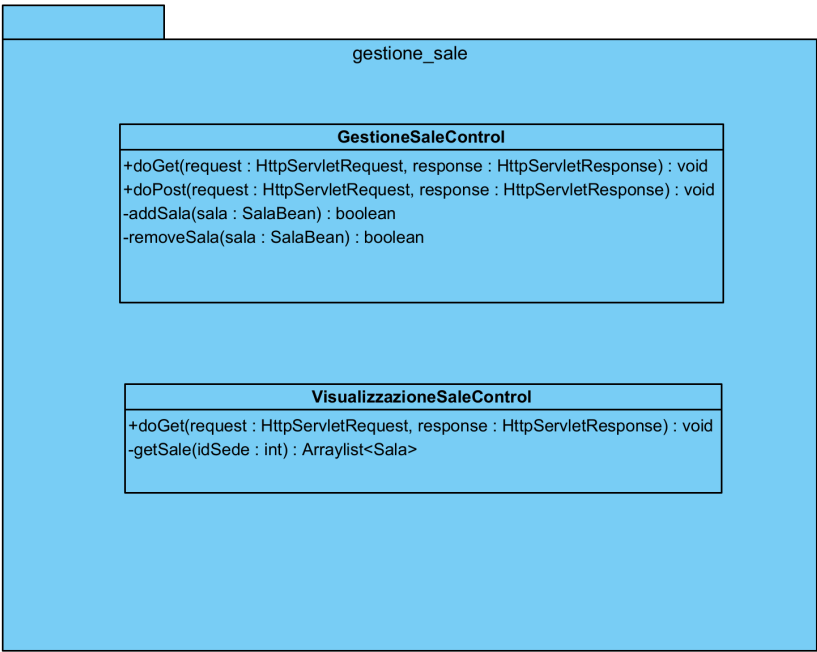 gestione_sale
GestioneSaleControl
+doGet(request : HttpServletRequest, response : HttpServletResponse) : void
+doPost(request : HttpServletRequest, response : HttpServletResponse) : void
-addSala(sala : SalaBean) : boolean
-removeSala(sala : SalaBean) : boolean
VisualizzazioneSaleControl
+doGet(request : HttpServletRequest, response : HttpServletResponse) : void
-getSale(idSede : int) : Arraylist<Sala>